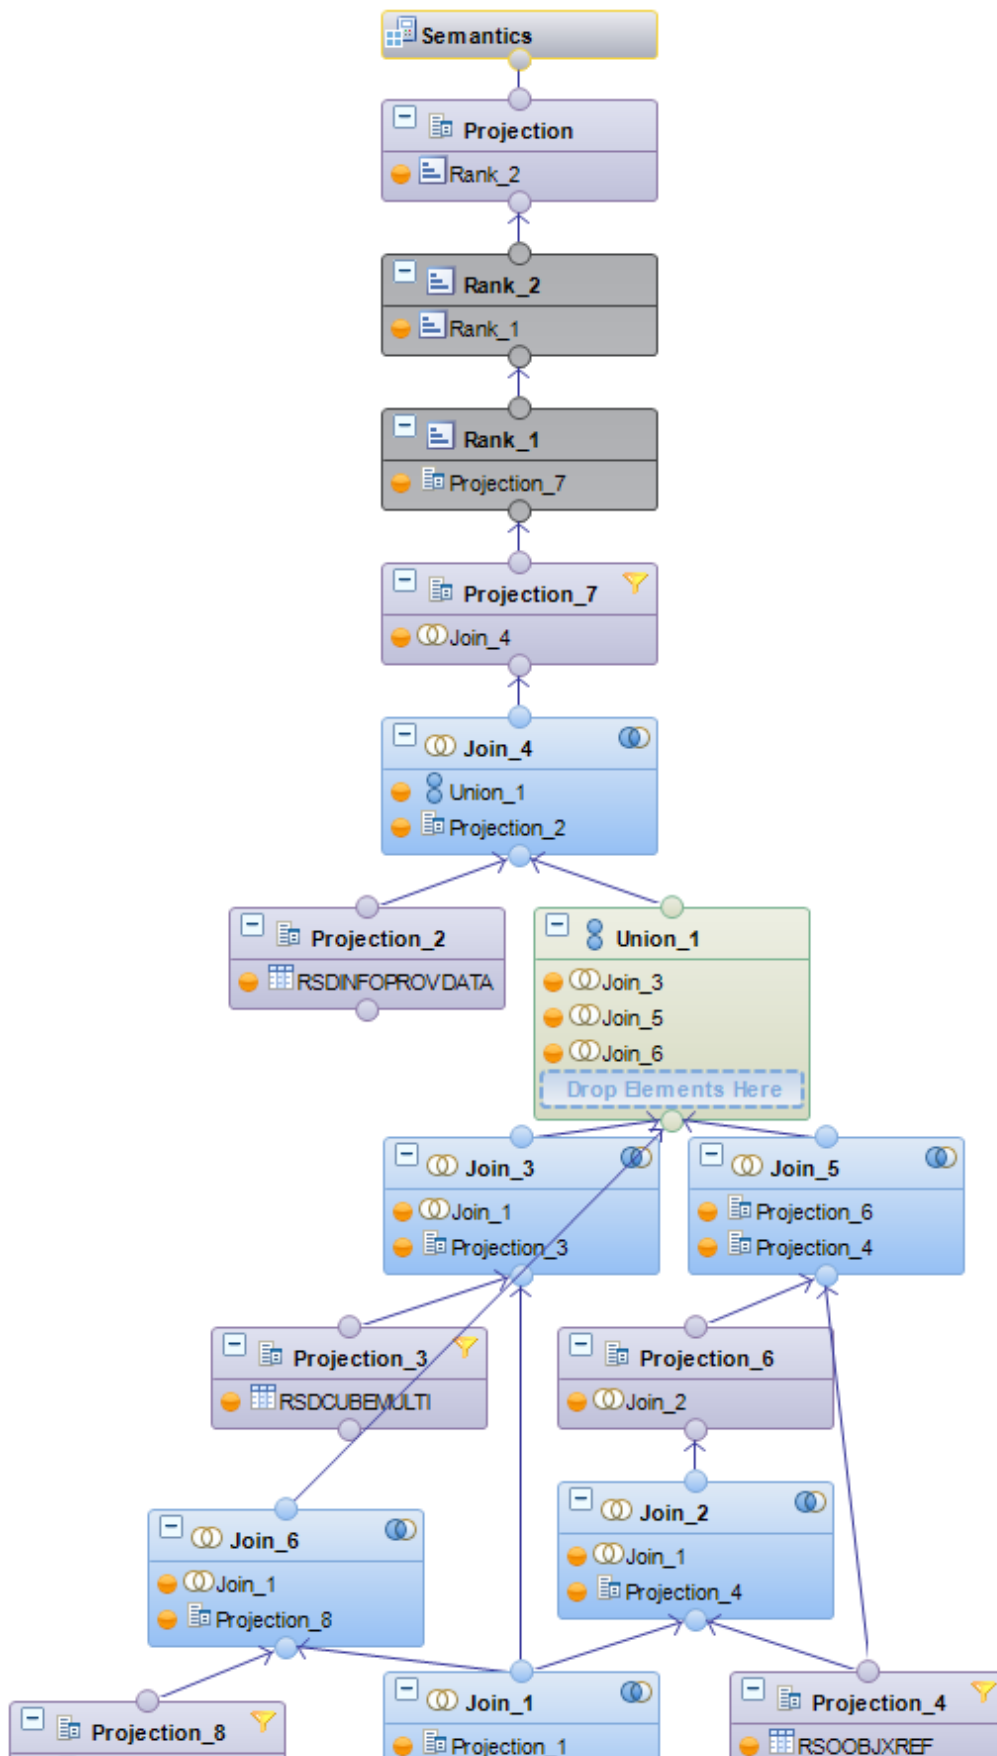 Semantics
Projection
Rank_2
Rank_2
Rank_1
Rank_1
Projection_7
Projection_7
Join_4
Join_4
Union_1
Projection_2
Projection_2
RSDINFOPROVDATA
Union_1
Join_3
Join_5
Join_6
Drop Elements Here
Join_3
Join_1
Projection_3
Join_5
Projection_6
Projection_4
Projection_3
RSDCUBEMULTI
Projection_6
Join_2
Join_6
Join_1
Projection_8
Join_2
Join_1
Projection_4
Projection_8
Join_1
Projection_1
Projection_4
RSOOBJXREF